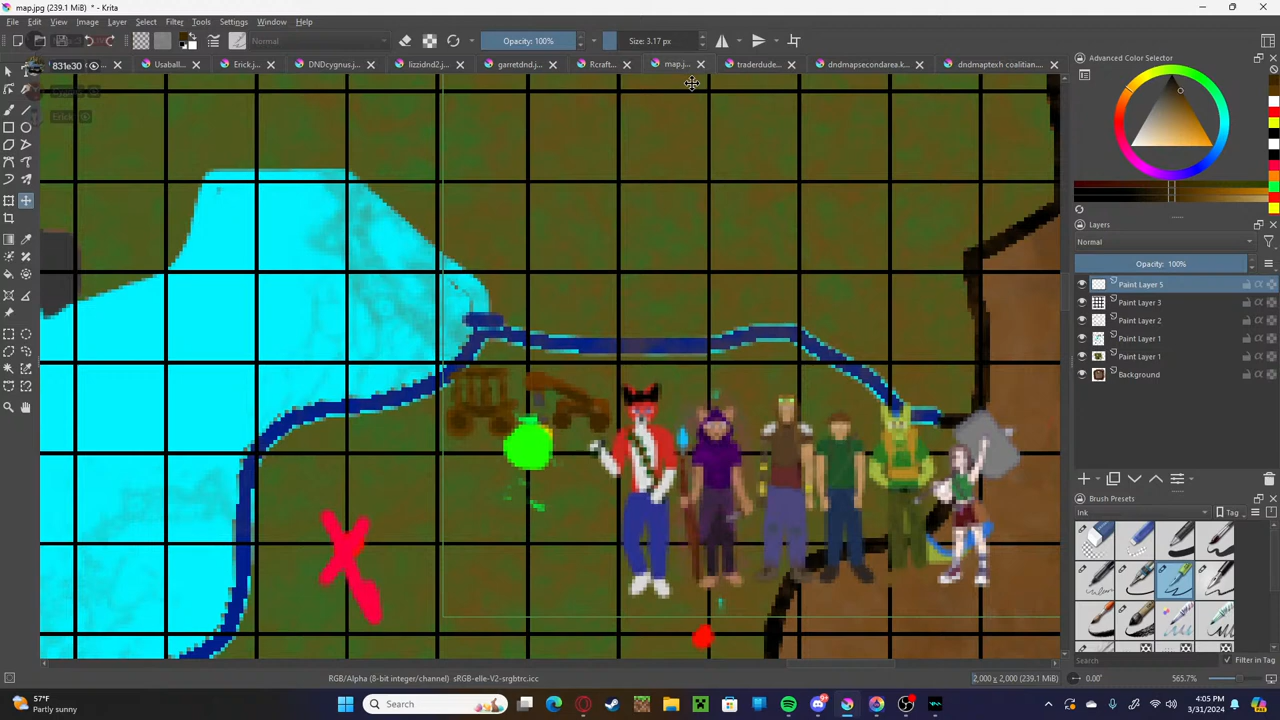 map.jpg (239.1 MiB) * - Krita
File Edit View Image Layer Select Filter Tools Settings Window Help
Normal Opacity: 100% Size: 3.17 px
831e30 Usaball... Erick.j... DNDcygnus.j... lizzidnd2.j... garretdnd.j... Rcraft... map.j... traderdude... dndmapsecondarea.k... dndmaptexh coalitian...
Erick
Advanced Color Selector
Layers
Normal
Opacity: 100%
Paint Layer 5
Paint Layer 3
Paint Layer 2
Paint Layer 1
Paint Layer 1
Background
Brush Presets
Ink Tag
Search Filter in Tag
RGB/Alpha (8-bit integer/channel) sRGB-elle-V2-srgbtrc.icc 2,000 x 2,000 (239.1 MiB) 0.00° 565.7%
57°F
Partly sunny
Search
4:05 PM
3/31/2024